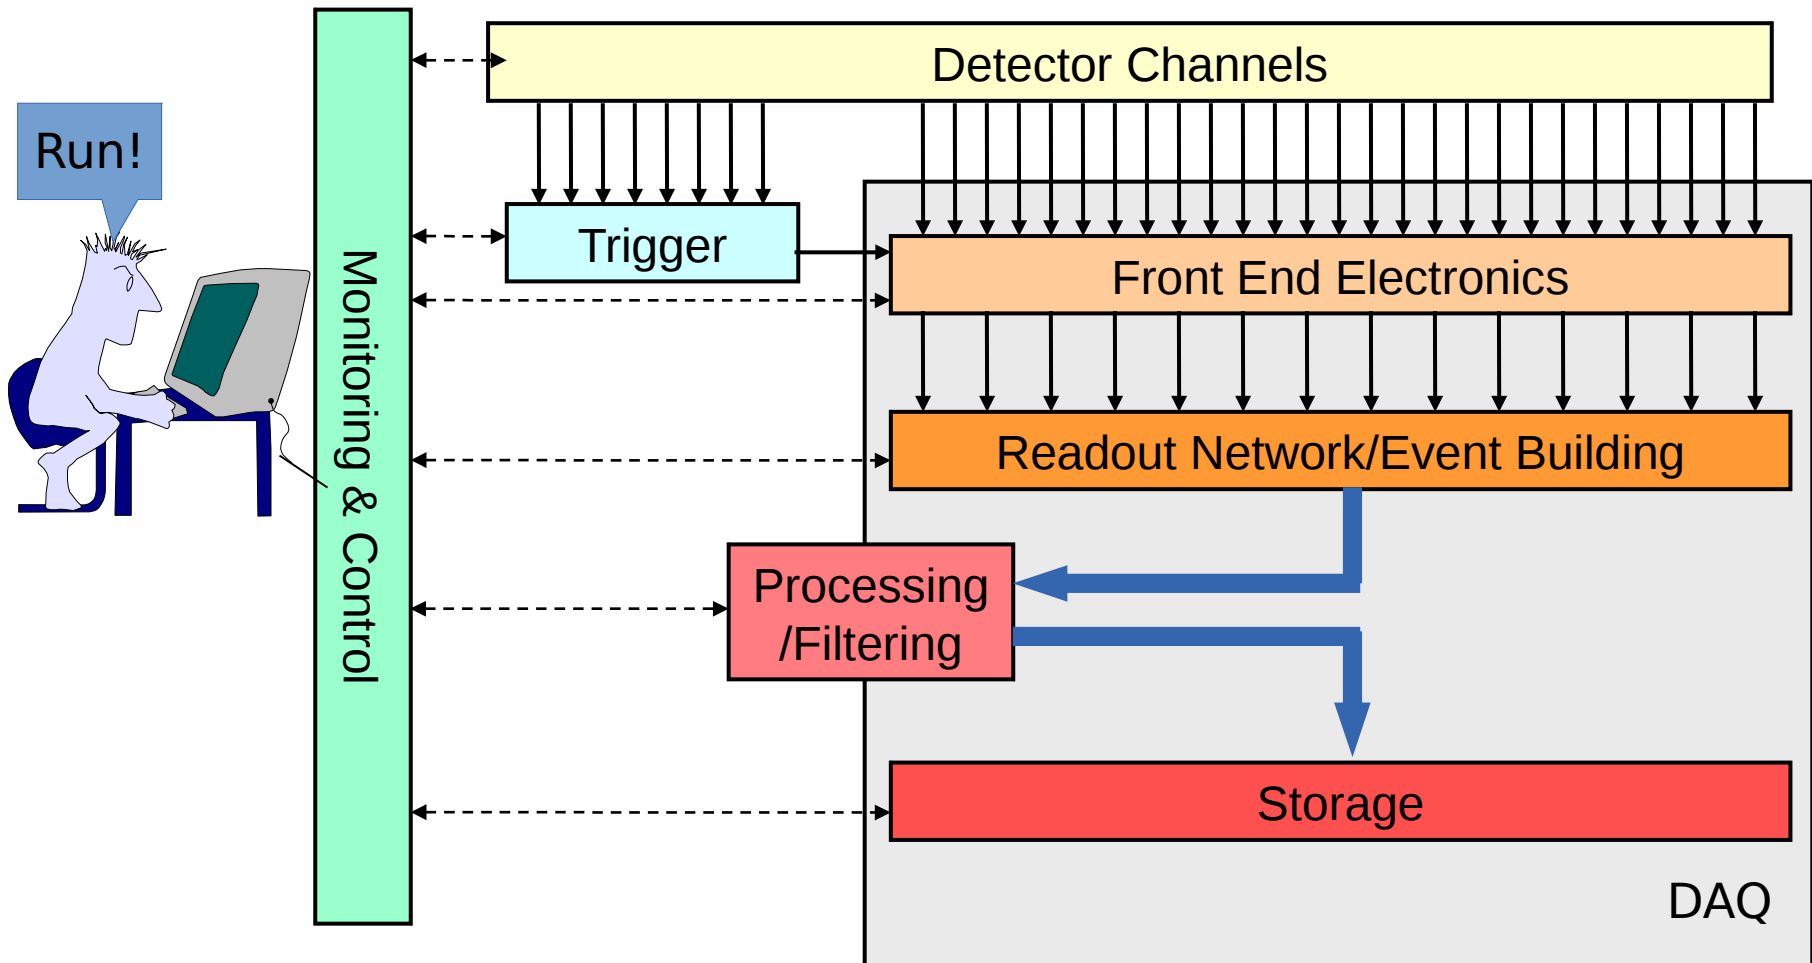 Detector Channels
Run!
Trigger
Front End Electronics
Monitoring & Control
Readout Network/Event Building
Processing
/Filtering
Storage
DAQ